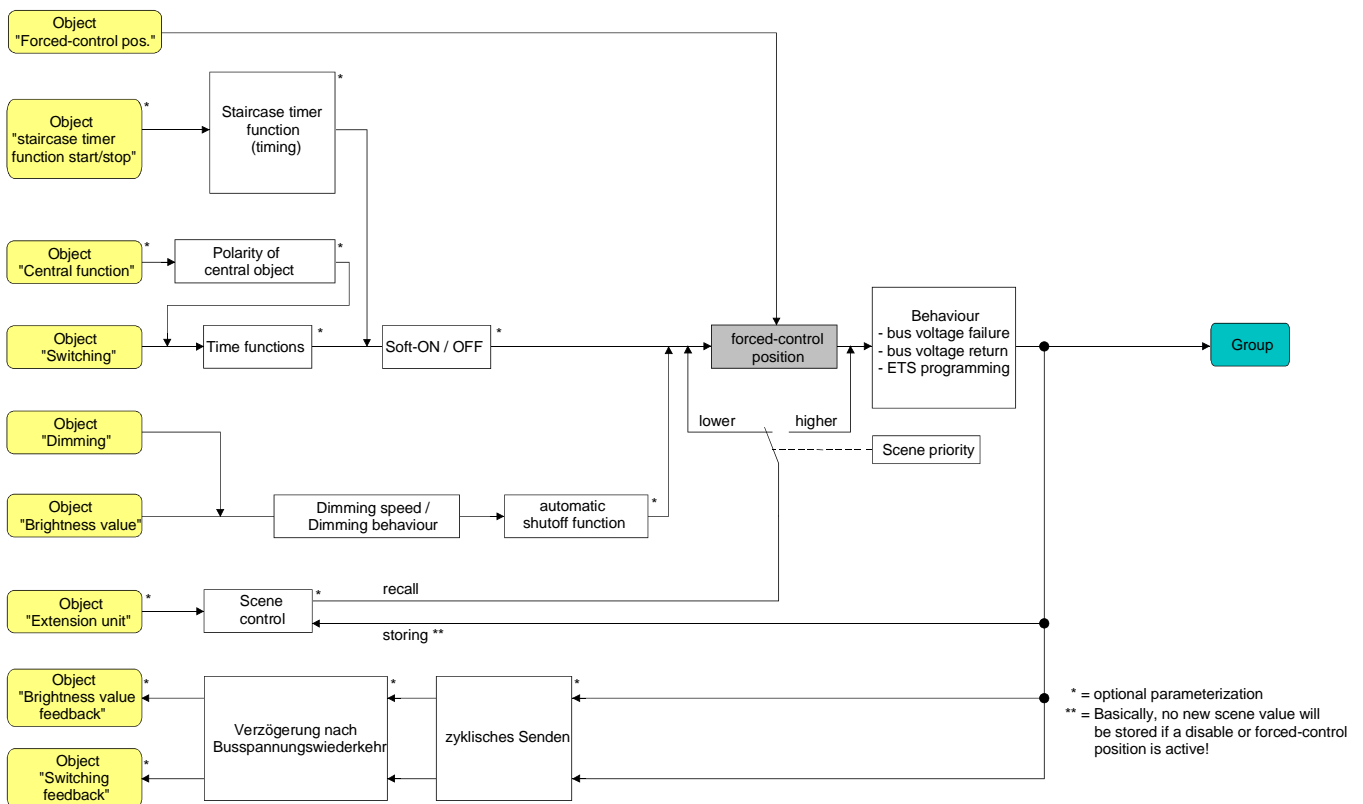 Object
"Forced-control pos."
*
*
Object
"staircase timer
function start/stop"
Staircase timer
function
(timing)
*
*
Object
"Central function"
Polarity of
central object
*
*
Object
"Switching"
Time functions
Soft-ON / OFF
forced-control
position
Behaviour
- bus voltage failure
- bus voltage return
- ETS programming
Group
lower
higher
Scene priority
Object
"Dimming"
*
Object
"Brightness value"
Dimming speed /
Dimming behaviour
automatic
shutoff function
*
*
recall
Object
"Extension unit"
Scene
control
storing **
*
*
*
Object
"Brightness value
feedback"
Verzögerung nach
Busspannungswiederkehr
zyklisches Senden
*
Object
"Switching
feedback"
* = optional parameterization
** = Basically, no new scene value will
be stored if a disable or forced-control
position is active!